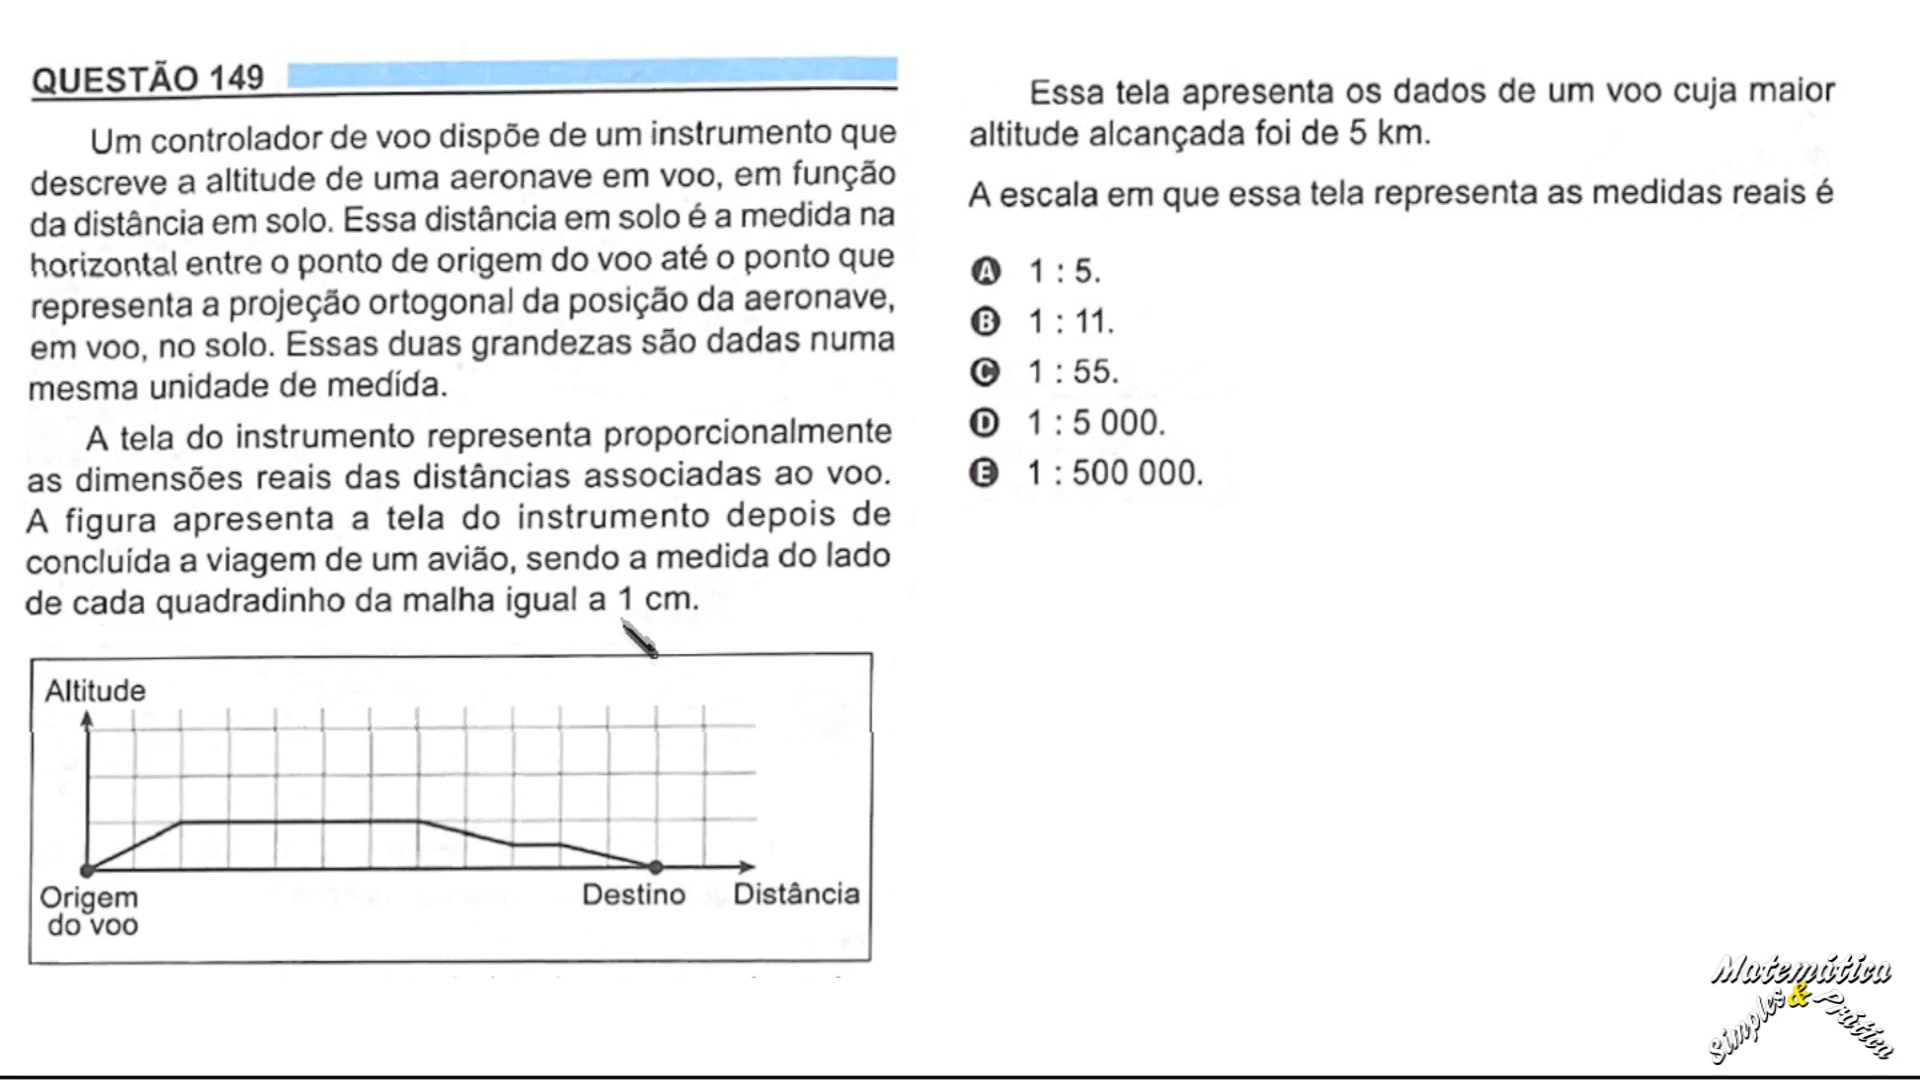 QUESTÃO 149
Um controlador de voo dispõe de um instrumento que
descreve a altitude de uma aeronave em voo, em função
da distância em solo. Essa distância em solo é a medida na
horizontal entre o ponto de origem do voo até o ponto que
representa a projeção ortogonal da posição da aeronave,
em voo, no solo. Essas duas grandezas são dadas numa
mesma unidade de medida.
A tela do instrumento representa proporcionalmente
as dimensões reais das distâncias associadas ao voo.
A figura apresenta a tela do instrumento depois de
concluída a viagem de um avião, sendo a medida do lado
de cada quadradinho da malha igual a 1 cm.
Altitude
Origem
do voo
Destino
Distância
Essa tela apresenta os dados de um voo cuja maior
altitude alcançada foi de 5 km.
A escala em que essa tela representa as medidas reais é
A 1 : 5.
B 1 : 11.
C 1 : 55.
D 1 : 5 000.
E 1 : 500 000.
Matemática
Simples & Prática